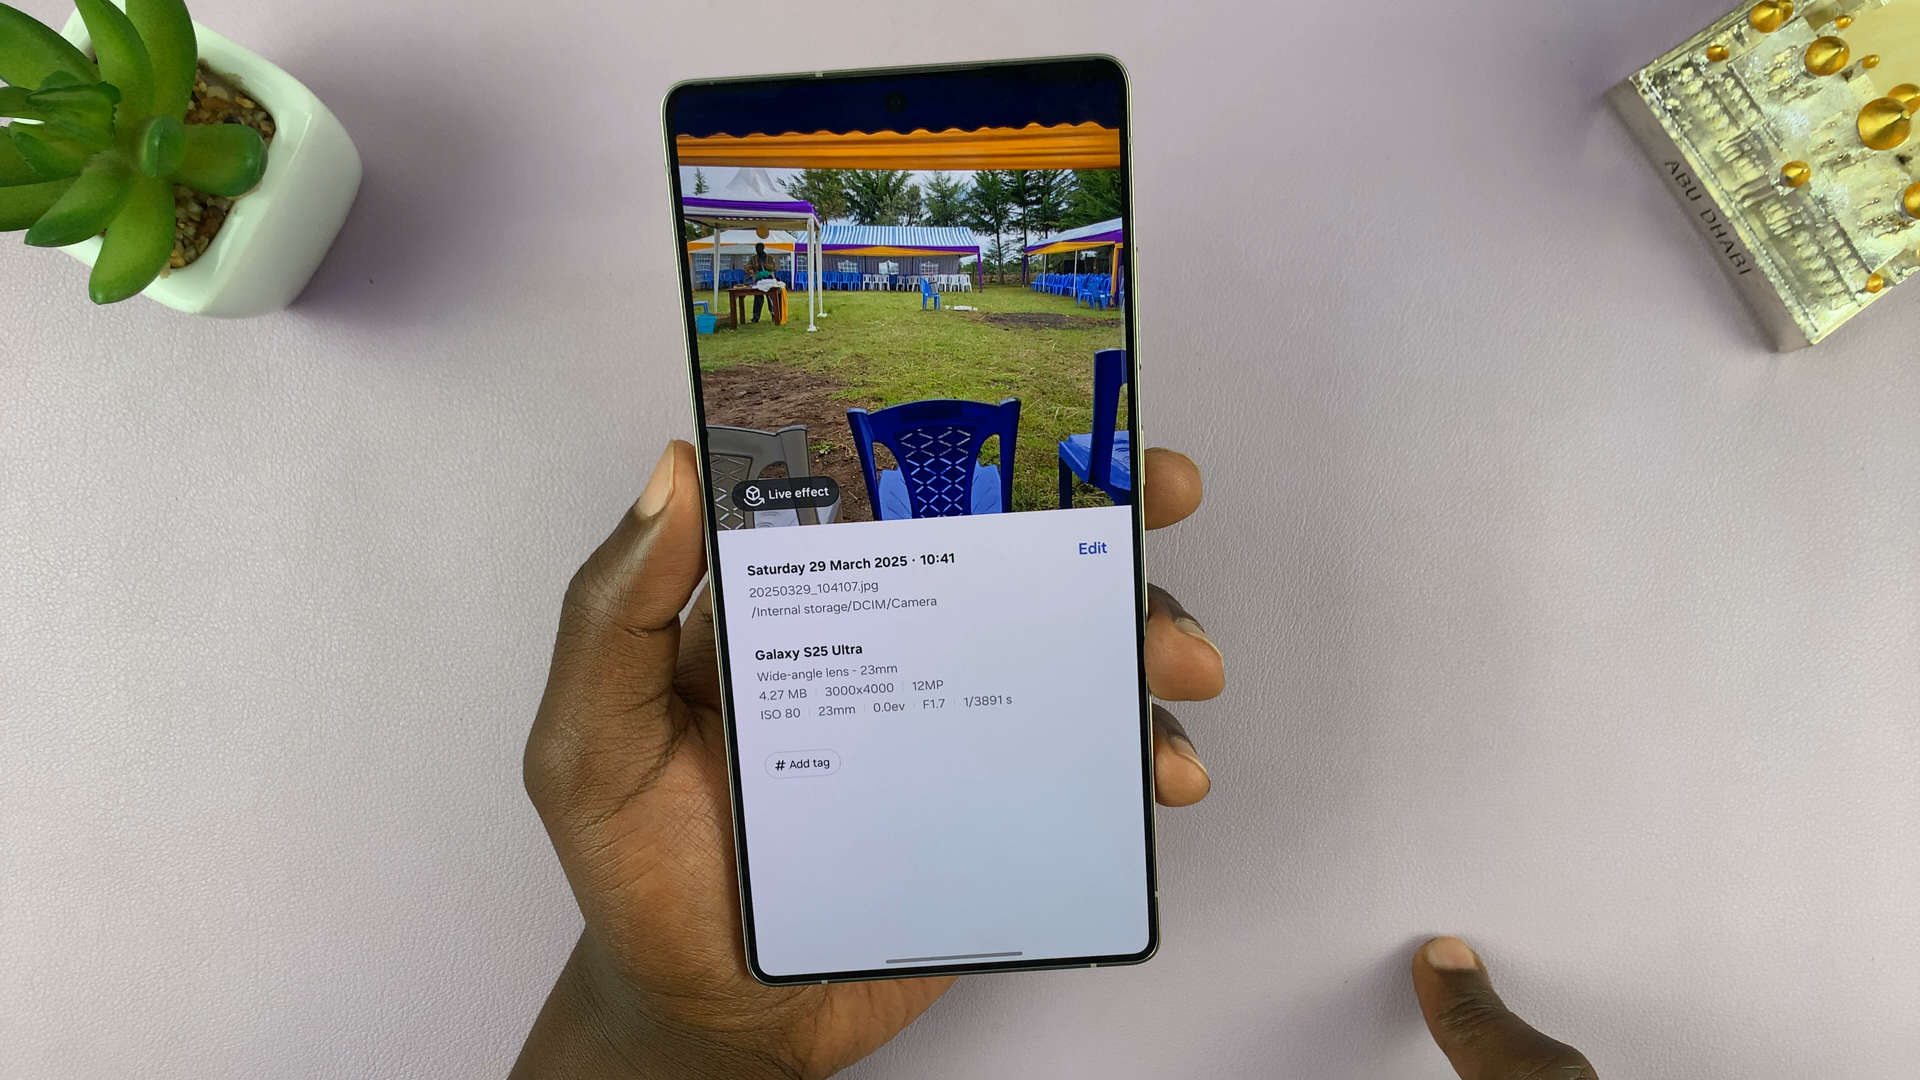 ABU DHABI
Live effect
Saturday 29 March 2025 · 10:41
Edit
20250329_104107.jpg
/Internal storage/DCIM/Camera
Galaxy S25 Ultra
Wide-angle lens - 23mm
4.27 MB | 3000x4000 | 12MP
ISO 80 | 23mm | 0.0ev | F1.7 | 1/3891 s
# Add tag